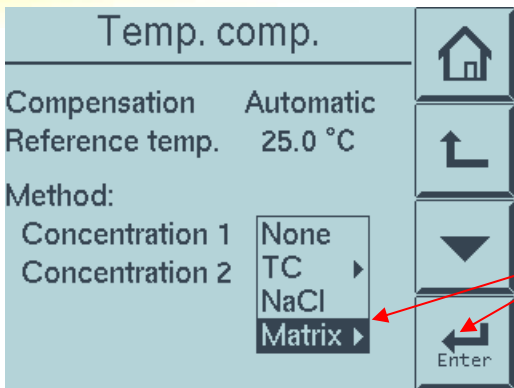 Temp. comp.
Compensation Automatic
Reference temp. 25.0 °C
Method:
Concentration 1 None
Concentration 2 TC
NaCl
Matrix
Enter